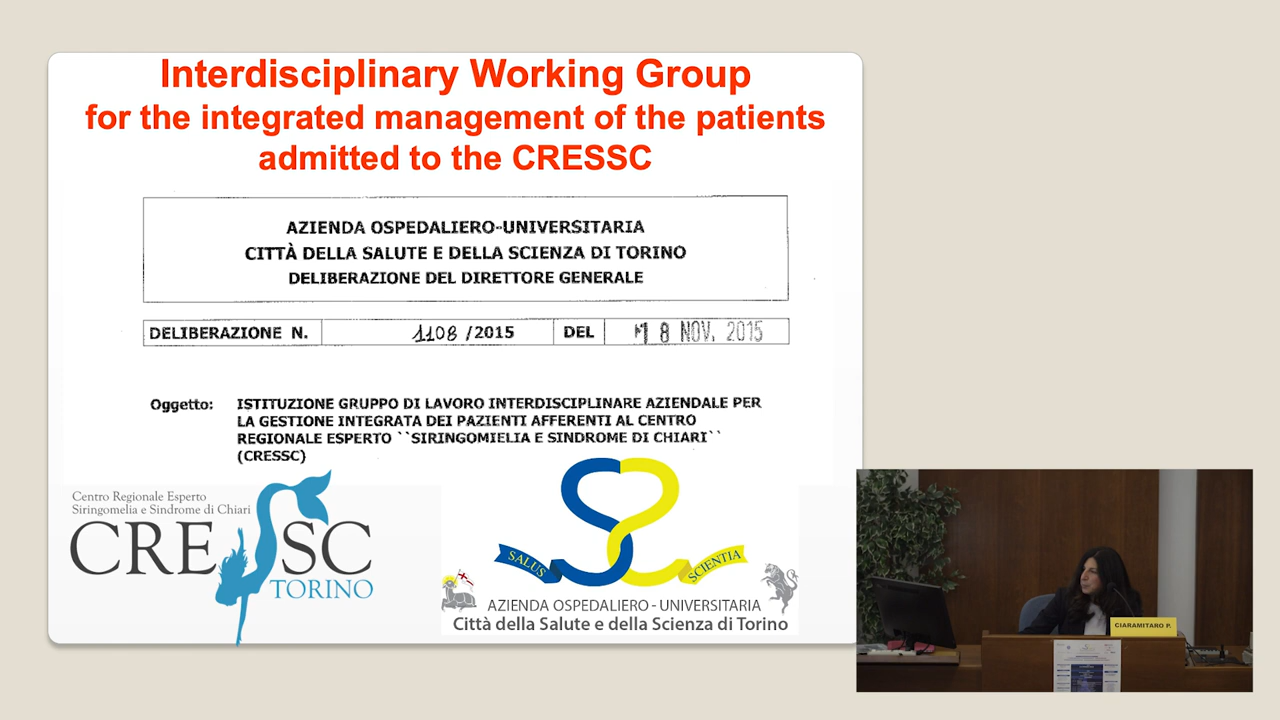 Interdisciplinary Working Group
for the integrated management of the patients
admitted to the CRESSC
AZIENDA OSPEDALIERO-UNIVERSITARIA
CITTÀ DELLA SALUTE E DELLA SCIENZA DI TORINO
DELIBERAZIONE DEL DIRETTORE GENERALE
DELIBERAZIONE N. 1108 /2015 DEL 18 NOV. 2015
Oggetto: ISTITUZIONE GRUPPO DI LAVORO INTERDISCIPLINARE AZIENDALE PER
LA GESTIONE INTEGRATA DEI PAZIENTI AFFERENTI AL CENTRO
REGIONALE ESPERTO ``SIRINGOMIELIA E SINDROME DI CHIARI``
(CRESSC)
Centro Regionale Esperto
Siringomelia e Sindrome di Chiari
CRESSC
TORINO
SALUS
SCIENTIA
AZIENDA OSPEDALIERO - UNIVERSITARIA
Città della Salute e della Scienza di Torino
CIARAMITARO P.